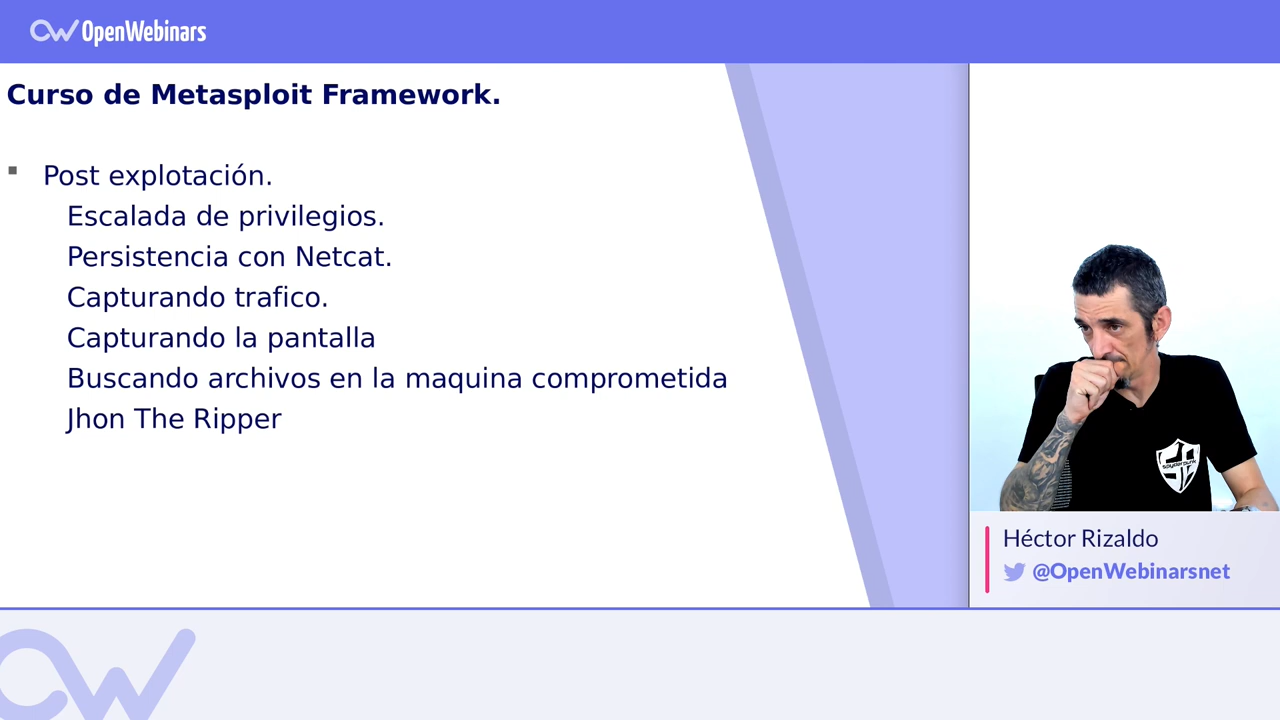 OpenWebinars
Curso de Metasploit Framework.
Post explotación.
Escalada de privilegios.
Persistencia con Netcat.
Capturando trafico.
Capturando la pantalla
Buscando archivos en la maquina comprometida
Jhon The Ripper
Héctor Rizaldo
@OpenWebinarsnet